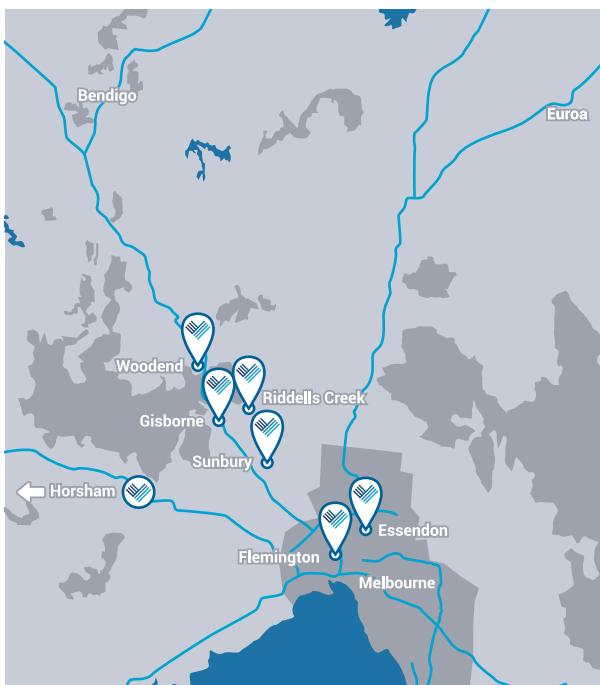 Bendigo
Euroa
Woodend
Riddells Creek
Gisborne
Sunbury
Horsham
Essendon
Flemington
Melbourne